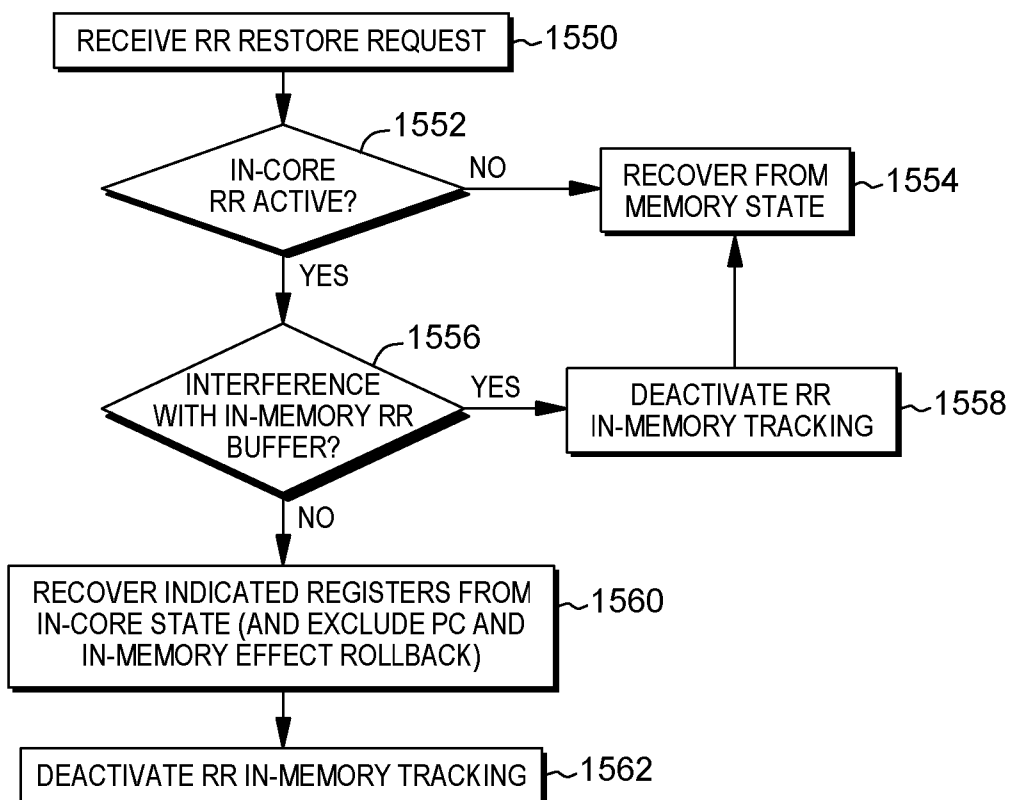 RECEIVE RR RESTORE REQUEST
1550
1552
IN-CORE
RR ACTIVE?
NO
RECOVER FROM
MEMORY STATE
1554
YES
1556
INTERFERENCE
WITH IN-MEMORY RR
BUFFER?
YES
DEACTIVATE RR
IN-MEMORY TRACKING
1558
NO
RECOVER INDICATED REGISTERS FROM
IN-CORE STATE (AND EXCLUDE PC AND
IN-MEMORY EFFECT ROLLBACK)
1560
DEACTIVATE RR IN-MEMORY TRACKING
1562